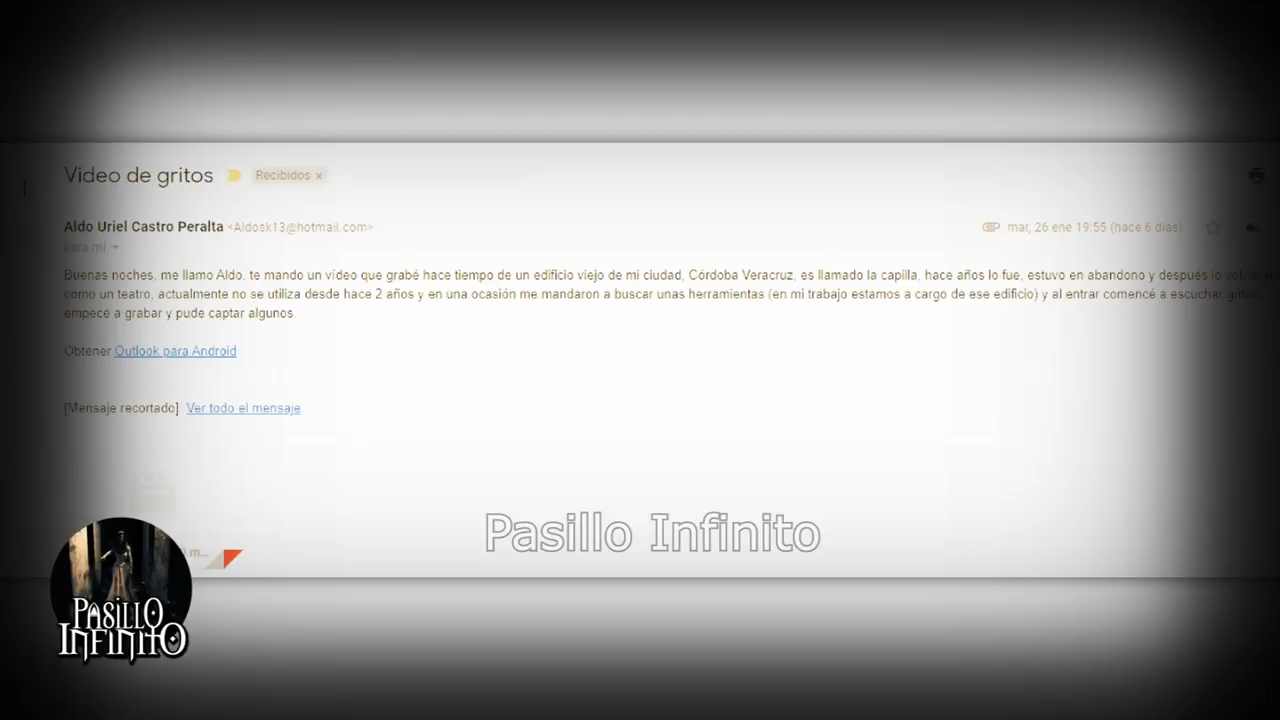 Video de gritos Recibidos x
Aldo Uriel Castro Peralta <Aldosk13@hotmail.com> mar, 26 ene 19:55 (hace 6 días)
para mí
Buenas noches, me llamo Aldo, te mando un vídeo que grabé hace tiempo de un edificio viejo de mi ciudad, Córdoba Veracruz, es llamado la capilla, hace años lo fue, estuvo en abandono y después lo
como un teatro, actualmente no se utiliza desde hace 2 años y en una ocasión me mandaron a buscar unas herramientas (en mi trabajo estamos a cargo de ese edificio) y al entrar comencé a escuchar gritos,
empecé a grabar y pude captar algunos.
Obtener Outlook para Android
[Mensaje recortado] Ver todo el mensaje
Pasillo Infinito
PASILLO
INFINITO